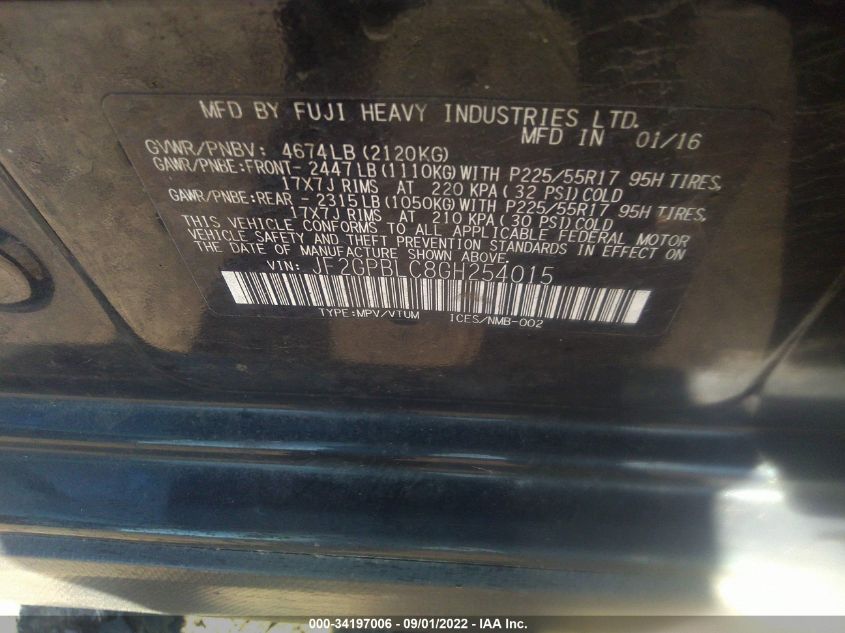 MFD BY FUJI HEAVY INDUSTRIES LTD.
MFD IN 01/16
GVWR/PNBV: 4674LB (2120KG)
GAWR/PNBE:FRONT- 2447LB (1110KG) WITH P225/55R17 95H TIRES,
17X7J RIMS AT 220 KPA ( 32 PSI) COLD
GAWR/PNBE:REAR - 2315LB (1050KG) WITH P225/55R17 95H TIRES,
17X7J RIMS AT 210 KPA ( 30 PSI) COLD
THIS VEHICLE CONFORMS TO ALL APPLICABLE FEDERAL MOTOR
VEHICLE SAFETY AND THEFT PREVENTION STANDARDS IN EFFECT ON
THE DATE OF MANUFACTURE SHOWN ABOVE.
VIN: JF2GPBLC8GH254015
TYPE:MPV/VTUM ICES/NMB-002
000-34197006 - 09/01/2022 - IAA Inc.